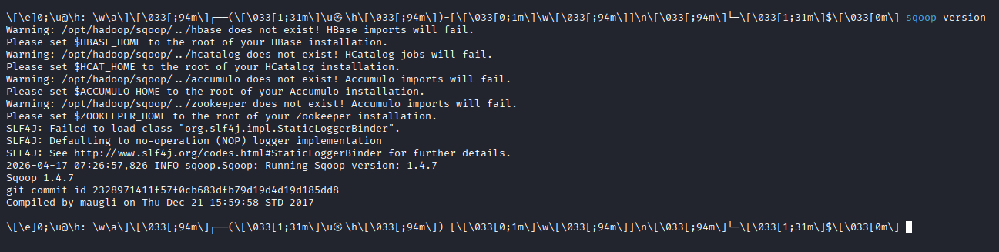 \[\e]0;\u@\h: \w\a\]\[\033[;94m\]┌──(\[\033[1;31m\]\u㉿\h\[\033[;94m\])-[\[\033[0;1m\]\w\[\033[;94m\]]\n\[\033[;94m\]└─\[\033[1;31m\]$\[\033[0m\] sqoop version
Warning: /opt/hadoop/sqoop/../hbase does not exist! HBase imports will fail.
Please set $HBASE_HOME to the root of your HBase installation.
Warning: /opt/hadoop/sqoop/../hcatalog does not exist! HCatalog jobs will fail.
Please set $HCAT_HOME to the root of your HCatalog installation.
Warning: /opt/hadoop/sqoop/../accumulo does not exist! Accumulo imports will fail.
Please set $ACCUMULO_HOME to the root of your Accumulo installation.
Warning: /opt/hadoop/sqoop/../zookeeper does not exist! Accumulo imports will fail.
Please set $ZOOKEEPER_HOME to the root of your Zookeeper installation.
SLF4J: Failed to load class "org.slf4j.impl.StaticLoggerBinder".
SLF4J: Defaulting to no-operation (NOP) logger implementation
SLF4J: See http://www.slf4j.org/codes.html#StaticLoggerBinder for further details.
2026-04-17 07:26:57,826 INFO sqoop.Sqoop: Running Sqoop version: 1.4.7
Sqoop 1.4.7
git commit id 2328971411f57f0cb683dfb79d19d4d19d185dd8
Compiled by maugli on Thu Dec 21 15:59:58 STD 2017
\[\e]0;\u@\h: \w\a\]\[\033[;94m\]┌──(\[\033[1;31m\]\u㉿\h\[\033[;94m\])-[\[\033[0;1m\]\w\[\033[;94m\]]\n\[\033[;94m\]└─\[\033[1;31m\]$\[\033[0m\]